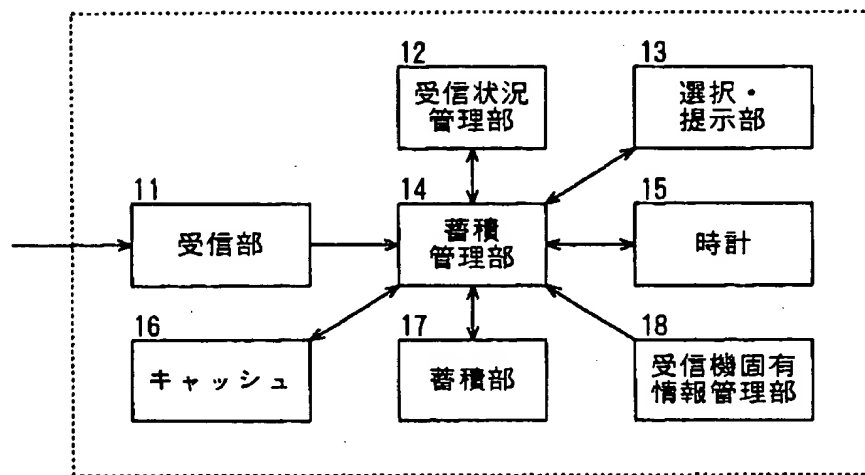 12
受信状況
管理部
13
選択・
提示部
11
受信部
14
蓄積
管理部
15
時計
16
キャッシュ
17
蓄積部
18
受信機固有
情報管理部